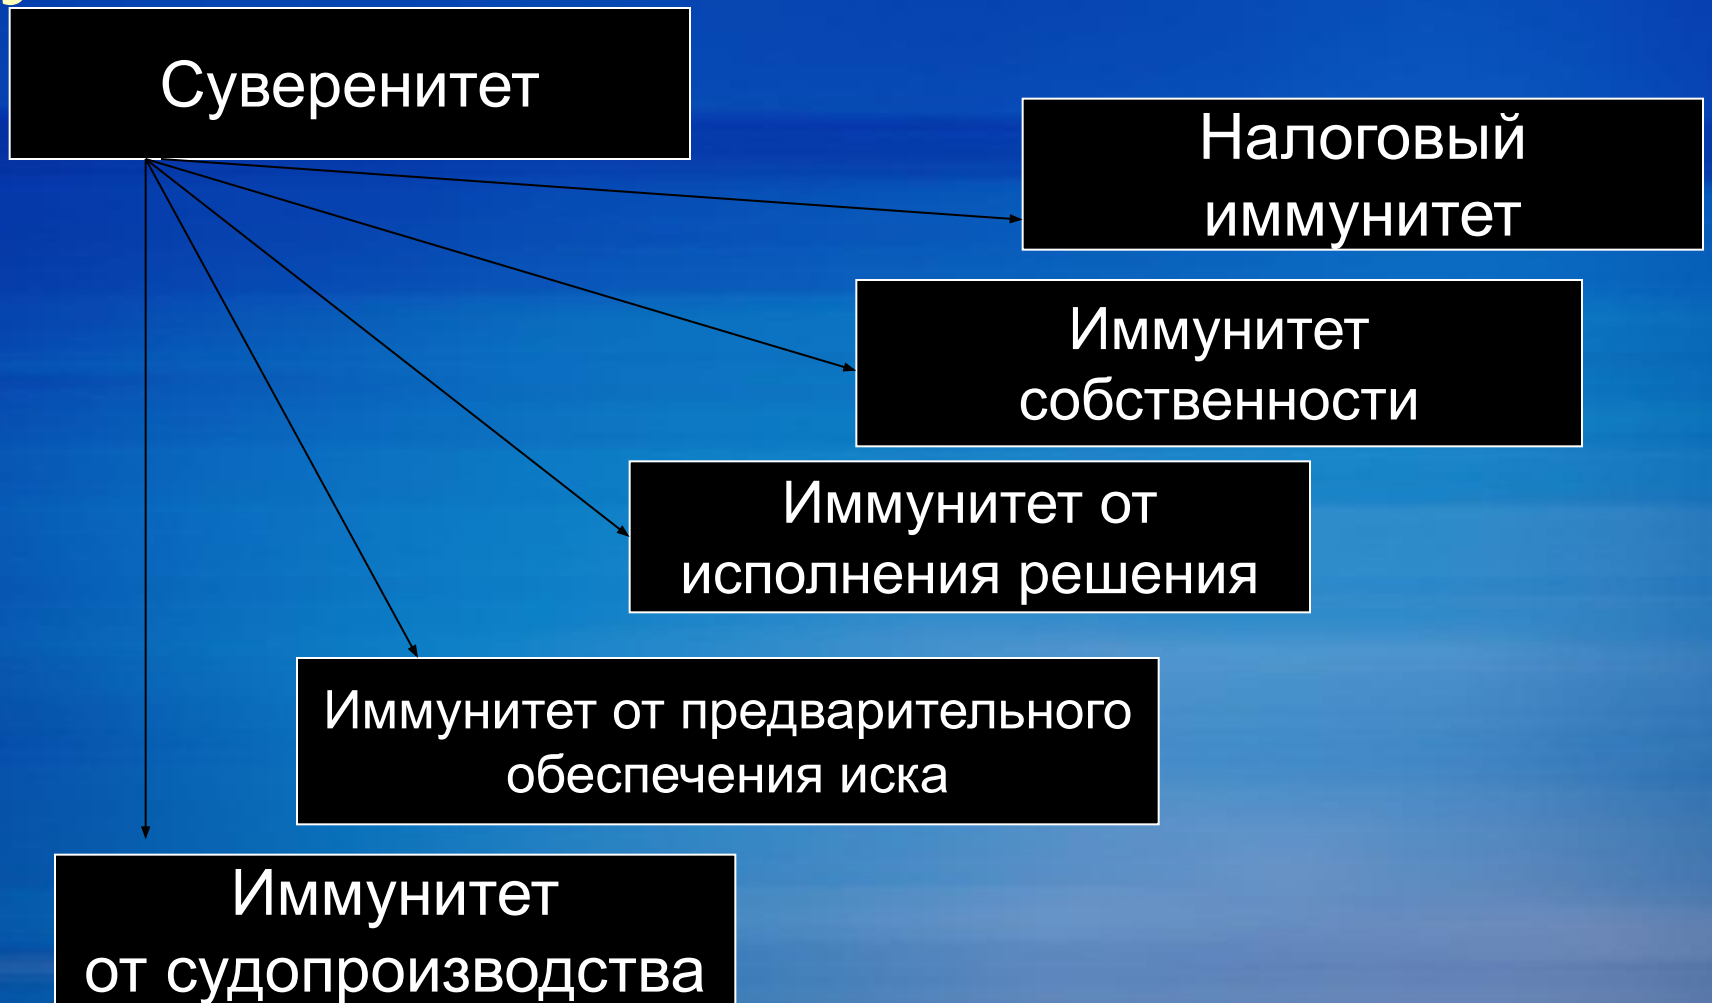 Суверенитет
Налоговый
иммунитет
Иммунитет
собственности
Иммунитет от
исполнения решения
Иммунитет от предварительного
обеспечения иска
Иммунитет
от судопроизводства